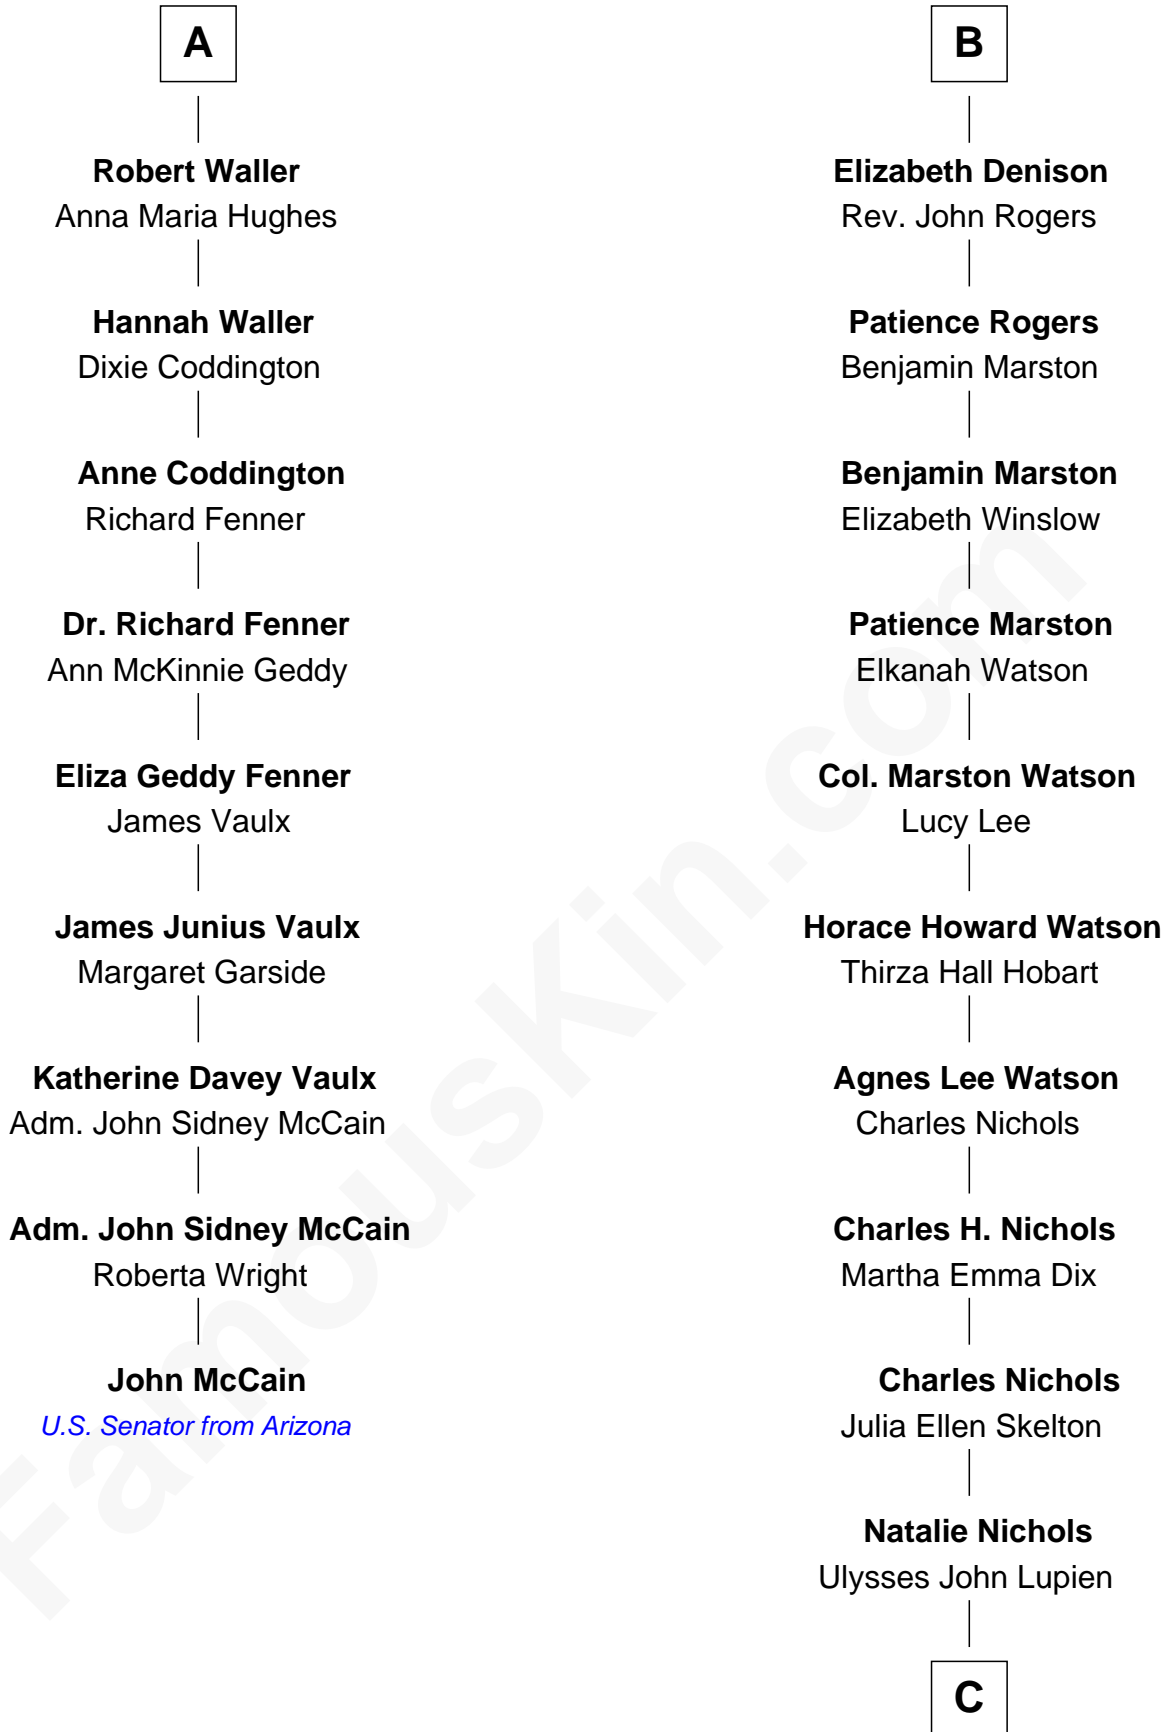 A
Robert Waller
Anna Maria Hughes
Hannah Waller
Dixie Coddington
Anne Coddington
Richard Fenner
Dr. Richard Fenner
Ann McKinnie Geddy
Eliza Geddy Fenner
James Vaulx
James Junius Vaulx
Margaret Garside
Katherine Davey Vaulx
Adm. John Sidney McCain
Adm. John Sidney McCain
Roberta Wright
John McCain
U.S. Senator from Arizona
B
Elizabeth Denison
Rev. John Rogers
Patience Rogers
Benjamin Marston
Benjamin Marston
Elizabeth Winslow
Patience Marston
Elkanah Watson
Col. Marston Watson
Lucy Lee
Horace Howard Watson
Thirza Hall Hobart
Agnes Lee Watson
Charles Nichols
Charles H. Nichols
Martha Emma Dix
Charles Nichols
Julia Ellen Skelton
Natalie Nichols
Ulysses John Lupien
C
FamousKin.com